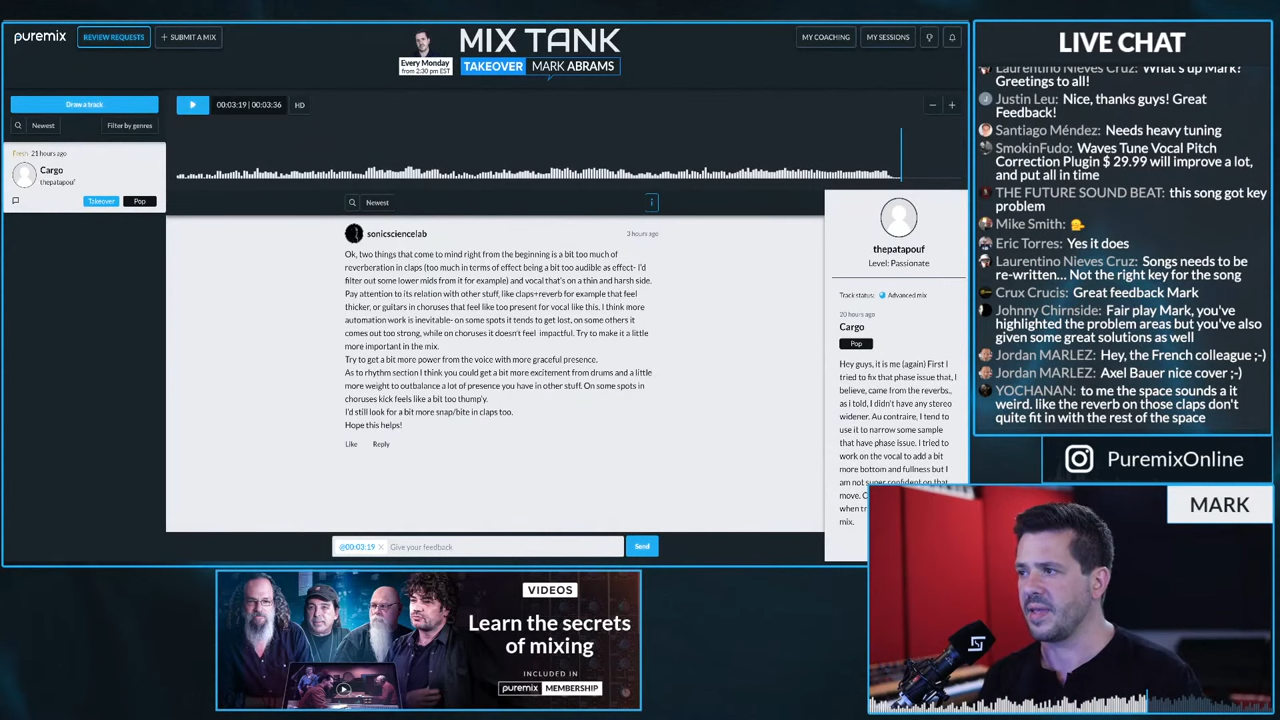 puremix
REVIEW REQUESTS
+ SUBMIT A MIX
Every Monday
from 2:30 pm EST
MIX TANK
TAKEOVER MARK ABRAMS
MY COACHING
MY SESSIONS
Draw a track
Newest
Filter by genres
Fresh 21 hours ago
Cargo
thepatapouf
Takeover
Pop
00:03:19 | 00:03:36
HD
Newest
sonicsciencelab
3 hours ago
Ok, two things that come to mind right from the beginning is a bit too much of
reverberation in claps (too much in terms of effect being a bit too audible as effect- I'd
filter out some lower mids from it for example) and vocal that's on a thin and harsh side.
Pay attention to its relation with other stuff, like claps+reverb for example that feel
thicker, or guitars in choruses that feel like too present for vocal like this. I think more
automation work is inevitable- on some spots it tends to get lost, on some others it
comes out too strong, while on choruses it doesn't feel impactful. Try to make it a little
more important in the mix.
Try to get a bit more power from the voice with more graceful presence.
As to rhythm section I think you could get a bit more excitement from drums and a little
more weight to outbalance a lot of presence you have in other stuff. On some spots in
choruses kick feels like a bit too thump'y.
I'd still look for a bit more snap/bite in claps too.
Hope this helps!
Like
Reply
@00:03:19 X
Give your feedback
Send
thepatapouf
Level: Passionate
Track status: Advanced mix
20 hours ago
Cargo
Pop
Hey guys, it is me (again) First I
tried to fix that phase issue that, I
believe, came from the reverbs.,
as i told, I didn't have any stereo
widener. Au contraire, I tend to
use it to narrow some sample
that have phase issue. I tried to
work on the vocal to add a bit
more bottom and fullness but I
am not super confident on that
move.
when
mix.
LIVE CHAT
Laurentino Nieves Cruz: What's up Mark?
Greetings to all!
Justin Leu: Nice, thanks guys! Great
Feedback!
Santiago Méndez: Needs heavy tuning
SmokinFudo: Waves Tune Vocal Pitch
Correction Plugin $ 29.99 will improve a lot,
and put all in time
THE FUTURE SOUND BEAT: this song got key
problem
Mike Smith:
Eric Torres: Yes it does
Laurentino Nieves Cruz: Songs needs to
be re-written... Not the right key for the song
Crux Crucis: Great feedback Mark
Johnny Chirnside: Fair play Mark, you've
highlighted the problem areas but you've also
given some great solutions as well
Jordan MARLEZ: Hey, the French colleague ;-)
Jordan MARLEZ: Axel Bauer nice cover ;-)
YOCHANAN: to me the space sounds a it
weird. like the reverb on those claps don't
quite fit in with the rest of the space
PuremixOnline
MARK
VIDEOS
Learn the secrets
of mixing
INCLUDED IN
puremix MEMBERSHIP